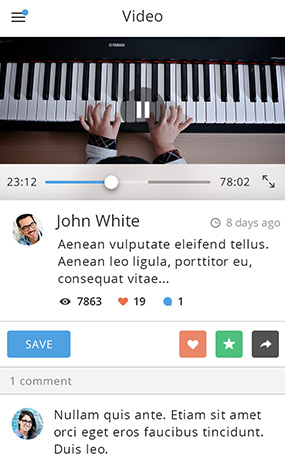 Video
YAMAHA
23:12 78:02
John White 8 days ago
Aenean vulputate eleifend tellus.
Aenean leo ligula, porttitor eu,
consequat vitae...
7863 19 1
SAVE
1 comment
Nullam quis ante. Etiam sit amet
orci eget eros faucibus tincidunt.
Duis leo.